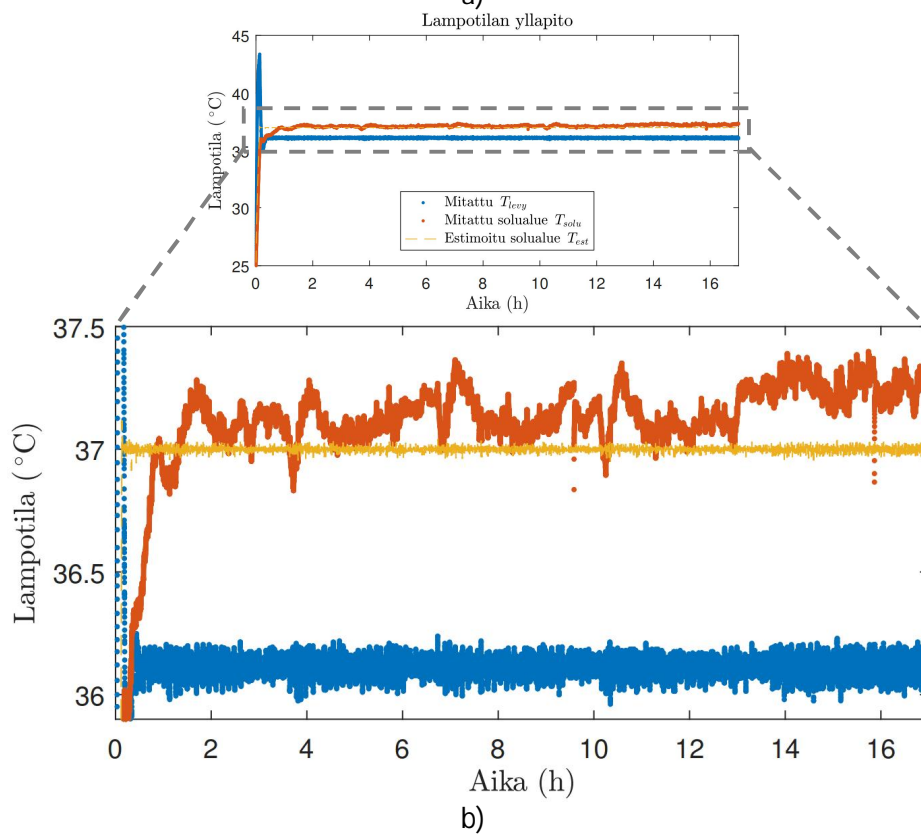 a)
Lampotilan yllapito
45
40
35
30
25
Lampotila ( °C)
Mitattu T_levy
Mitattu solualue T_solu
Estimoitu solualue T_est
0 2 4 6 8 10 12 14 16
Aika (h)
37.5
37
36.5
36
Lampotila ( °C)
0 2 4 6 8 10 12 14 16
Aika (h)
b)